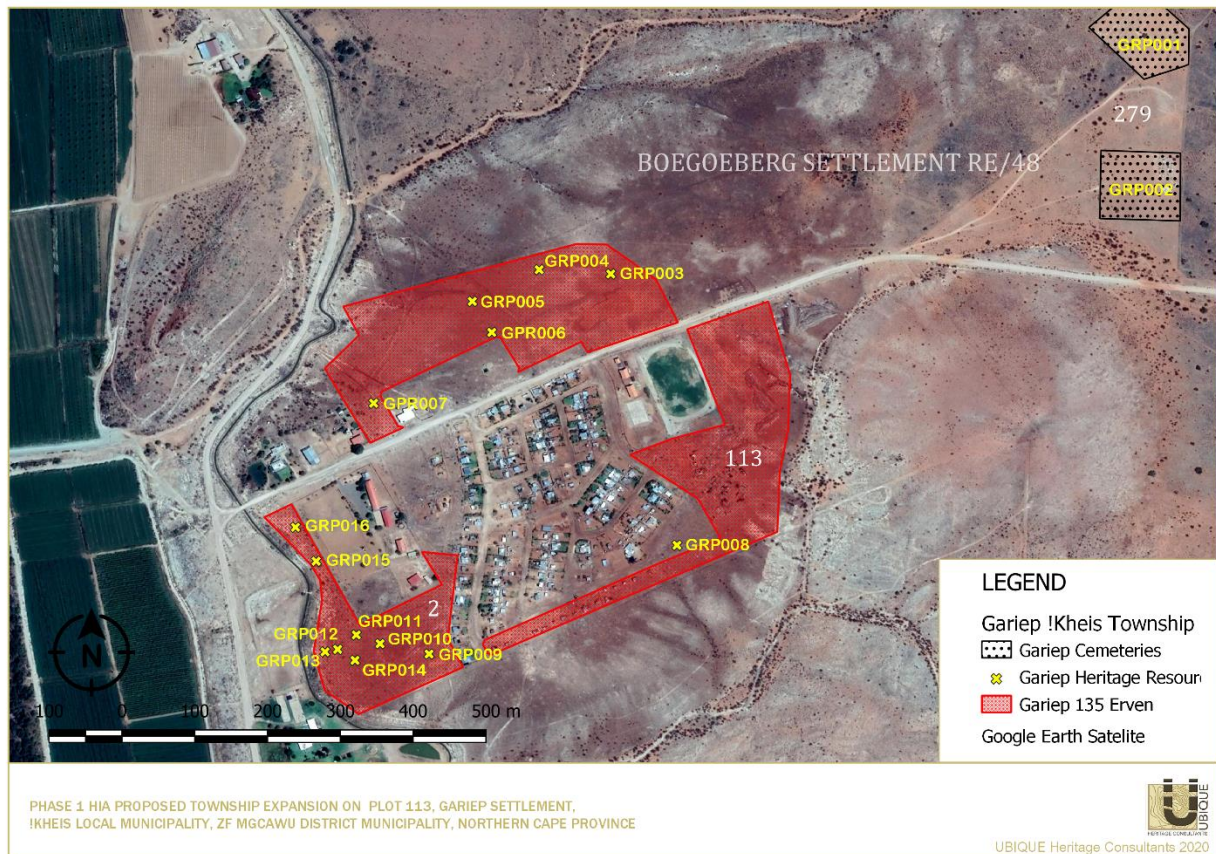 GRP001
279
BOEGOEBERG SETTLEMENT RE/48
GRP002
GRP004
GRP003
GRP005
GPR006
GPR007
113
GRP016
GRP008
GRP015
2
GRP011
GRP012
GRP010
GRP013
GRP009
GRP014
N
100 0 100 200 300 400 500 m
LEGEND
Gariep !Kheis Township
Gariep Cemeteries
Gariep Heritage Resour
Gariep 135 Erven
Google Earth Satelite
PHASE 1 HIA PROPOSED TOWNSHIP EXPANSION ON PLOT 113, GARIEP SETTLEMENT,
!KHEIS LOCAL MUNICIPALITY, ZF MGCAWU DISTRICT MUNICIPALITY, NORTHERN CAPE PROVINCE
U
UBIQUE
HERITAGE CONSULTANTS
UBIQUE Heritage Consultants 2020